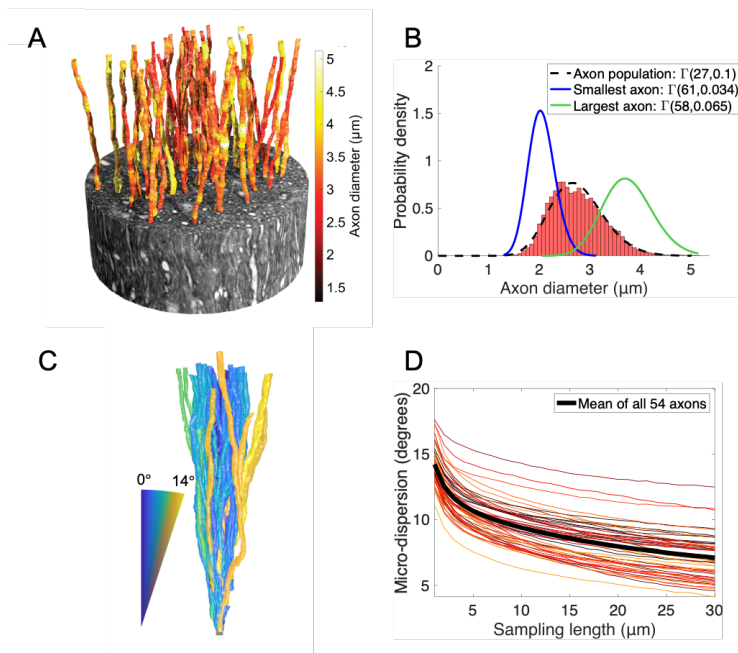 A
5
4.5
4
3.5
3
2.5
2
1.5
Axon diameter (μm)
B
Axon population: Γ(27,0.1)
Smallest axon: Γ(61,0.034)
Largest axon: Γ(58,0.065)
2
1.5
1
0.5
0
Probability density
0 1 2 3 4 5
Axon diameter (μm)
C
0° 14°
D
Mean of all 54 axons
20
15
10
5
Micro-dispersion (degrees)
5 10 15 20 25 30
Sampling length (μm)